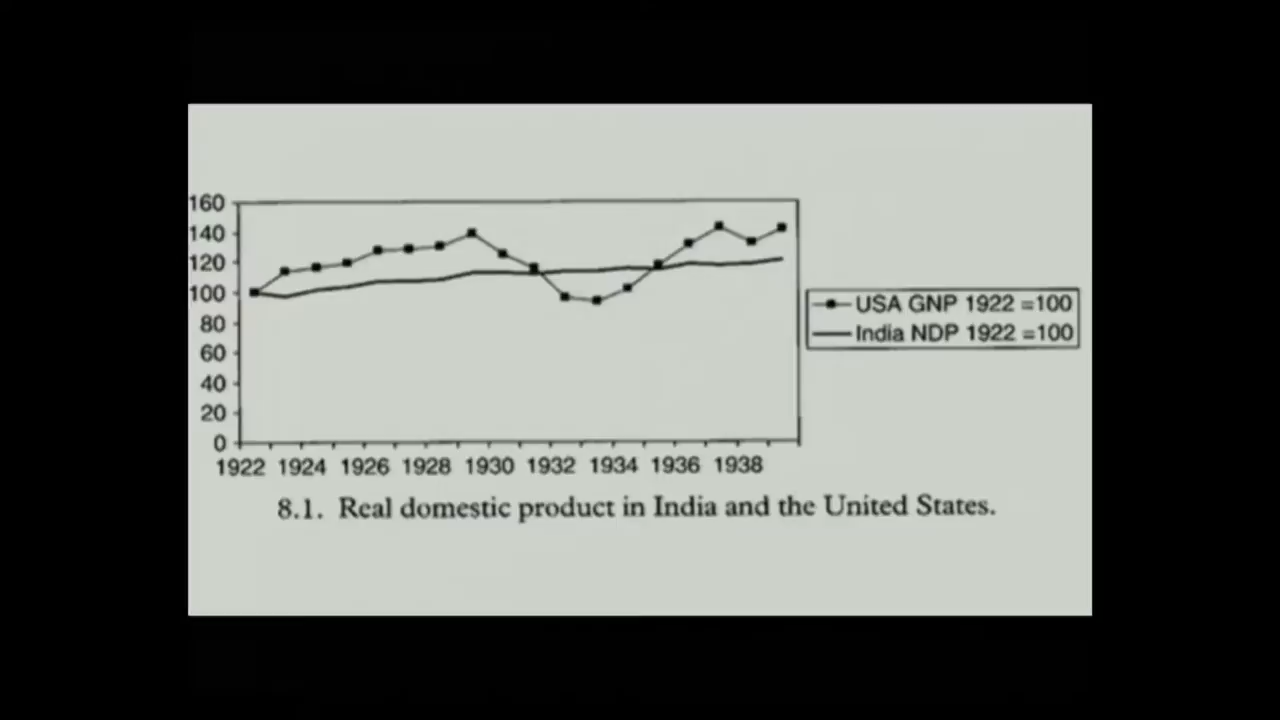 160
140
120
100
80
60
40
20
0
1922 1924 1926 1928 1930 1932 1934 1936 1938
USA GNP 1922 =100
India NDP 1922 =100
8.1. Real domestic product in India and the United States.